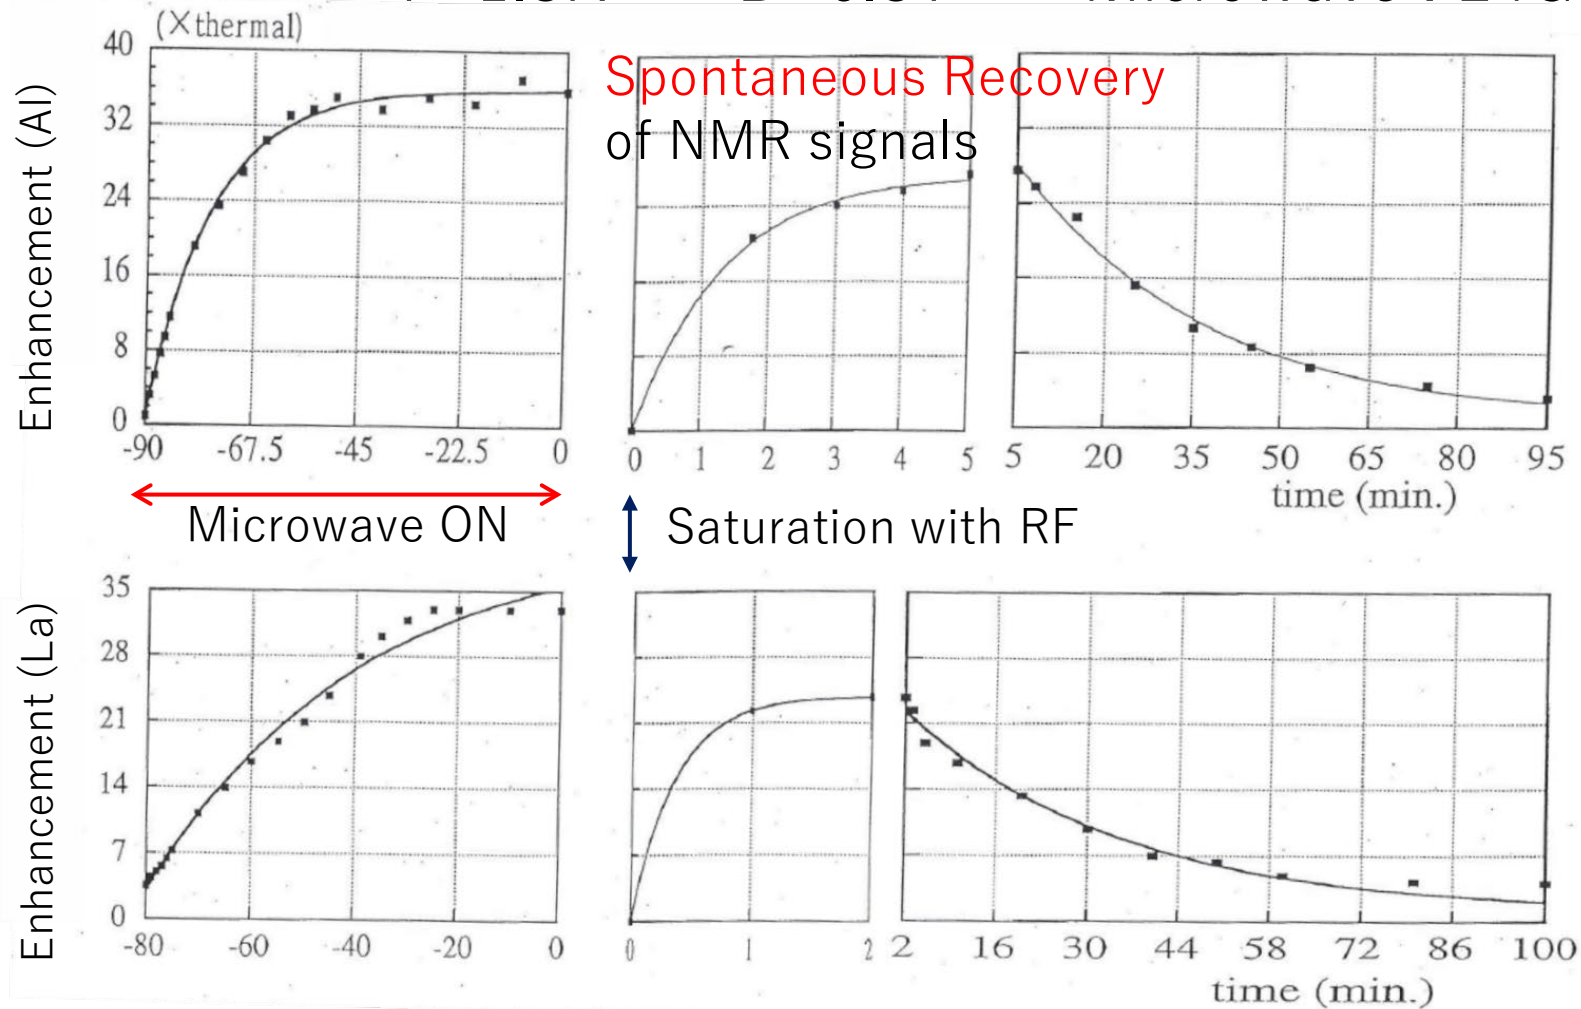 (Xthermal)
40
32
24
16
8
0
-90 -67.5 -45 -22.5 0
Enhancement (Al)
Spontaneous Recovery
of NMR signals
0 1 2 3 4 5
5 20 35 50 65 80 95
time (min.)
Microwave ON
Saturation with RF
35
28
21
14
7
0
-80 -60 -40 -20 0
Enhancement (La)
0 1 2
2 16 30 44 58 72 86 100
time (min.)